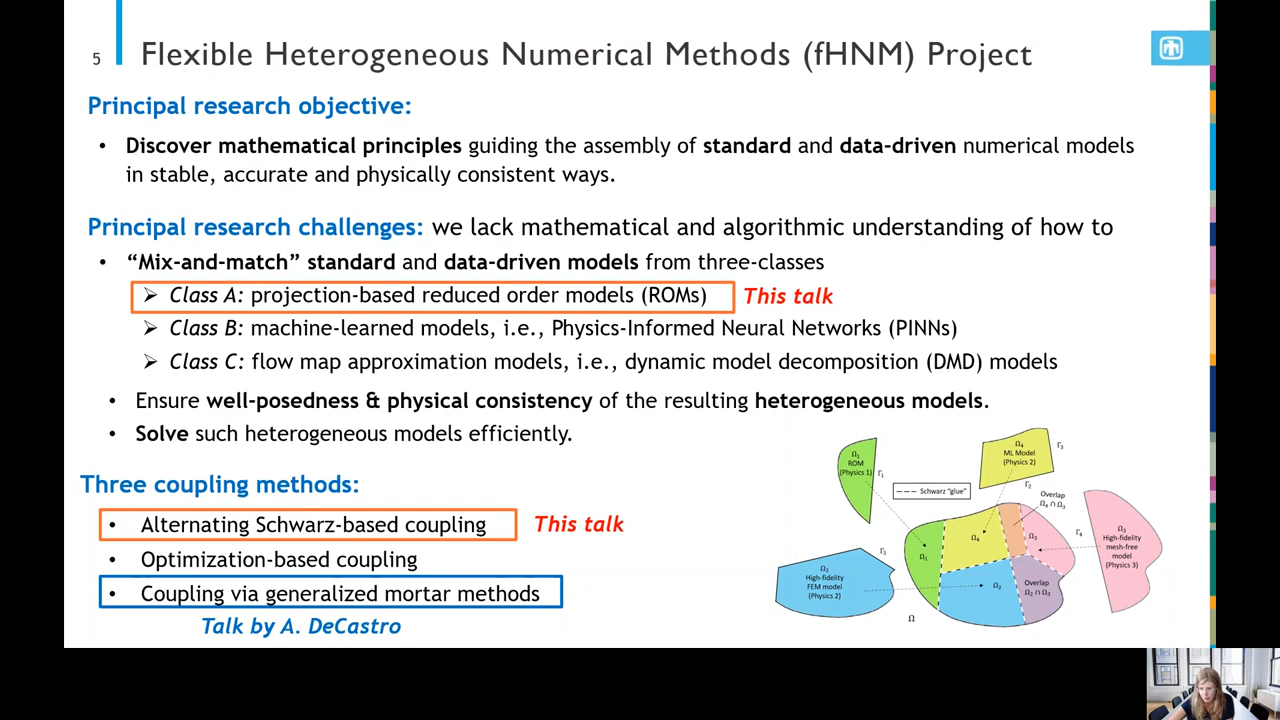 5
Flexible Heterogeneous Numerical Methods (fHNM) Project
Principal research objective:
• Discover mathematical principles guiding the assembly of standard and data-driven numerical models
in stable, accurate and physically consistent ways.
Principal research challenges: we lack mathematical and algorithmic understanding of how to
• “Mix-and-match” standard and data-driven models from three-classes
➢ Class A: projection-based reduced order models (ROMs)
This talk
➢ Class B: machine-learned models, i.e., Physics-Informed Neural Networks (PINNs)
➢ Class C: flow map approximation models, i.e., dynamic model decomposition (DMD) models
• Ensure well-posedness & physical consistency of the resulting heterogeneous models.
• Solve such heterogeneous models efficiently.
Three coupling methods:
• Alternating Schwarz-based coupling
This talk
• Optimization-based coupling
• Coupling via generalized mortar methods
Talk by A. DeCastro
Ω₁
ROM
(Physics 1)
Γ₁
Ω₄
ML Model
(Physics 2)
Γ₃
Γ₂
Schwarz “glue”
Overlap
Ω₄ ∩ Ω₃
Γ₄
Ω₃
High-fidelity
mesh-free
model
(Physics 3)
Γ₅
Ω₂
High-fidelity
FEM model
(Physics 2)
Ω₁
Ω₄
Ω₃
Ω₂
Overlap
Ω₂ ∩ Ω₃
Ω